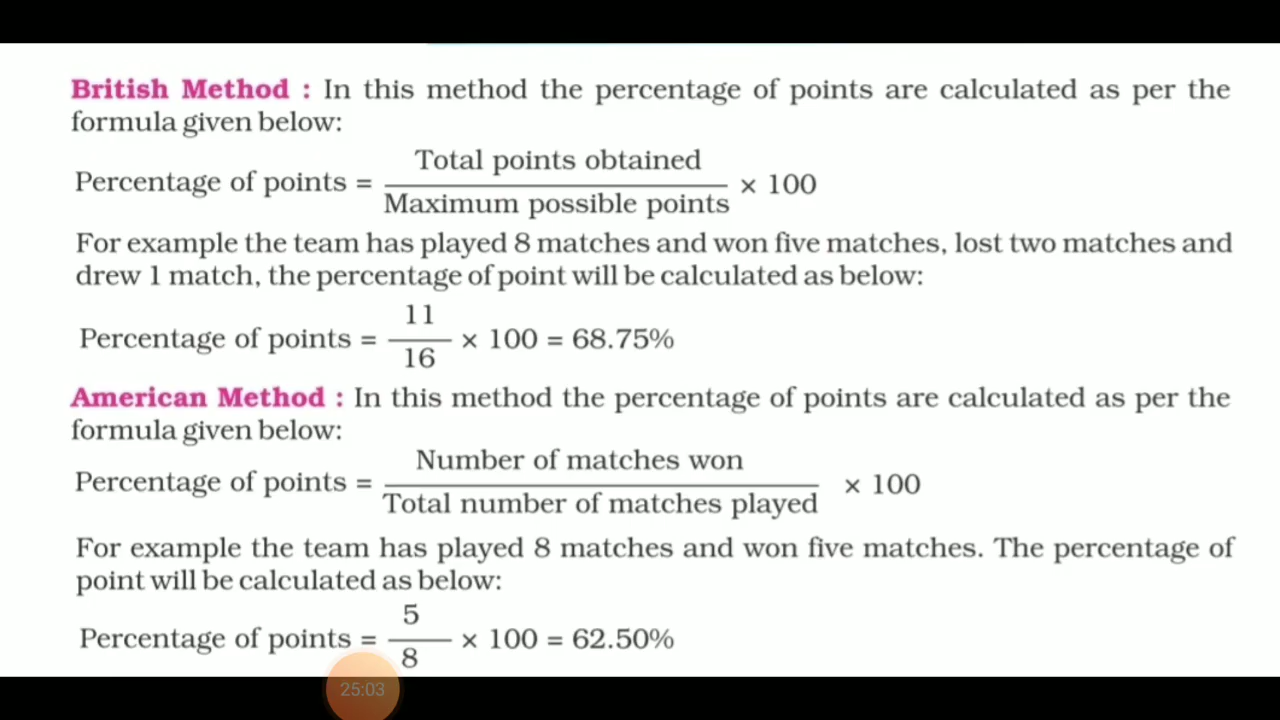 British Method : In this method the percentage of points are calculated as per the
formula given below:
Total points obtained
Percentage of points = × 100
Maximum possible points
For example the team has played 8 matches and won five matches, lost two matches and
drew 1 match, the percentage of point will be calculated as below:
11
Percentage of points = × 100 = 68.75%
16
American Method : In this method the percentage of points are calculated as per the
formula given below:
Number of matches won
Percentage of points = × 100
Total number of matches played
For example the team has played 8 matches and won five matches. The percentage of
point will be calculated as below:
5
Percentage of points = × 100 = 62.50%
8
25:03